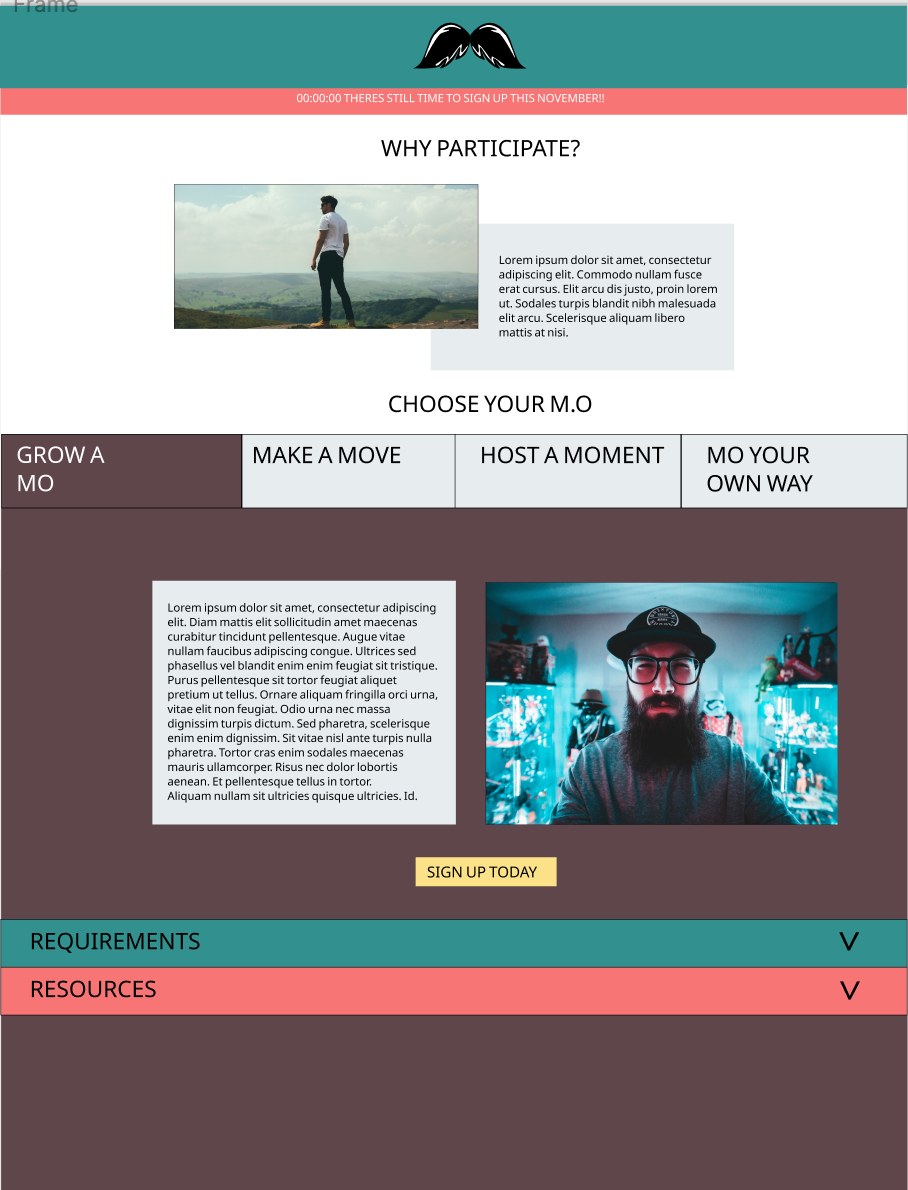 Frame
00:00:00 THERES STILL TIME TO SIGN UP THIS NOVEMBER!!
WHY PARTICIPATE?
Lorem ipsum dolor sit amet, consectetur
adipiscing elit. Commodo nullam fusce
erat cursus. Elit arcu dis justo, proin lorem
ut. Sodales turpis blandit nibh malesuada
elit arcu. Scelerisque aliquam libero
mattis at nisi.
CHOOSE YOUR M.O
GROW A
MO
MAKE A MOVE
HOST A MOMENT
MO YOUR
OWN WAY
Lorem ipsum dolor sit amet, consectetur adipiscing
elit. Diam mattis elit sollicitudin amet maecenas
curabitur tincidunt pellentesque. Augue vitae
nullam faucibus adipiscing congue. Ultrices sed
phasellus vel blandit enim enim feugiat sit tristique.
Purus pellentesque sit tortor feugiat aliquet
pretium ut tellus. Ornare aliquam fringilla orci urna,
vitae elit non feugiat. Odio urna nec massa
dignissim turpis dictum. Sed pharetra, scelerisque
enim enim dignissim. Sit vitae nisl ante turpis nulla
pharetra. Tortor cras enim sodales maecenas
mauris ullamcorper. Risus nec dolor lobortis
aenean. Et pellentesque tellus in tortor.
Aliquam nullam sit ultricies quisque ultricies. Id.
SIGN UP TODAY
REQUIREMENTS V
RESOURCES V